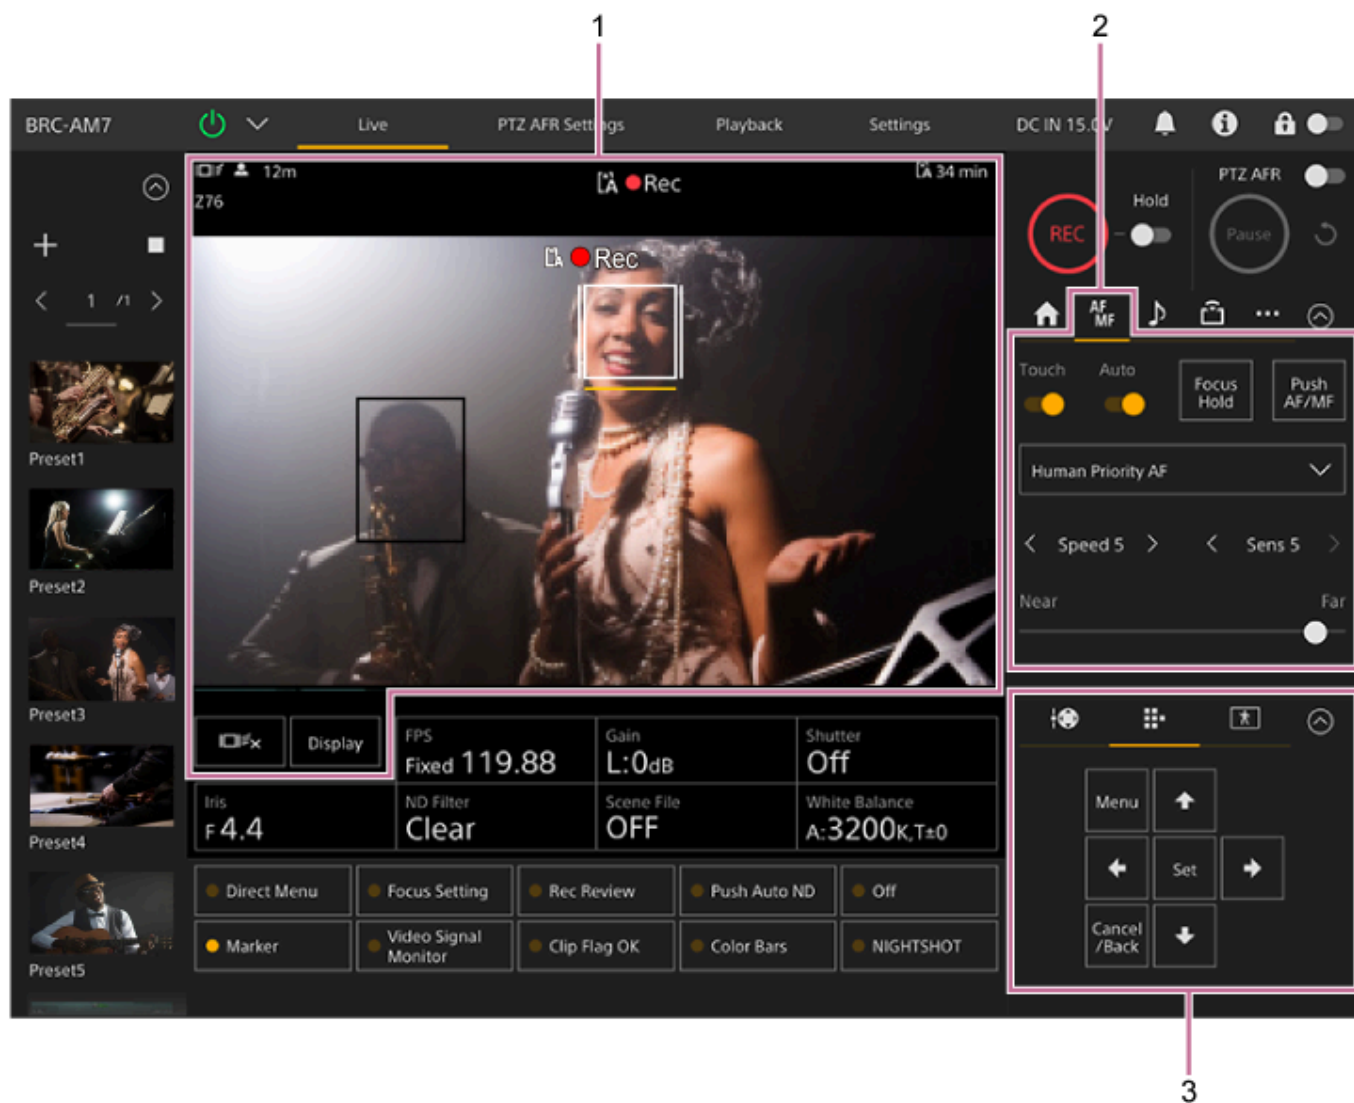 1
2
BRC-AM7
Live
PTZ AFR Settings
Playback
Settings
DC IN 15.0V
12m
A Rec
A 34 min
Z76
PTZ AFR
Hold
REC
Pause
A Rec
1 /1
AF
MF
Touch
Auto
Focus
Hold
Push
AF/MF
Human Priority AF
Speed 5
Sens 5
Near
Far
Preset1
Preset2
Preset3
Preset4
Preset5
Display
FPS
Fixed 119.88
Gain
L:0dB
Shutter
Off
Iris
F 4.4
ND Filter
Clear
Scene File
OFF
White Balance
A:3200K,T±0
Direct Menu
Focus Setting
Rec Review
Push Auto ND
Off
Marker
Video Signal
Monitor
Clip Flag OK
Color Bars
NIGHTSHOT
Menu
Set
Cancel
/Back
3